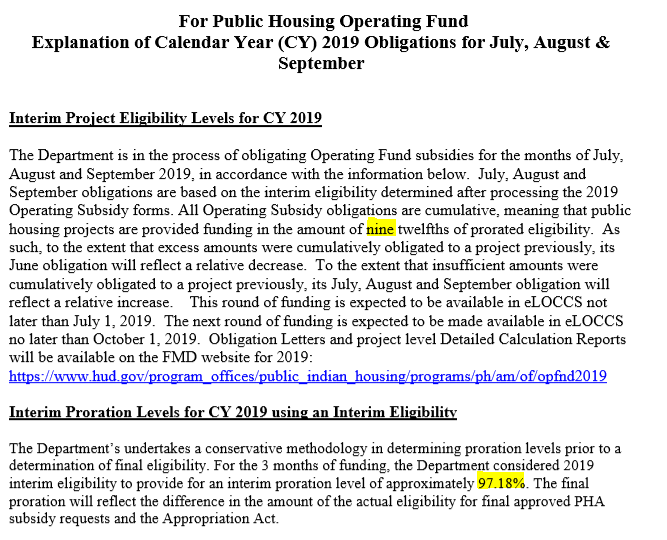 For Public Housing Operating Fund
Explanation of Calendar Year (CY) 2019 Obligations for July, August &
September
Interim Project Eligibility Levels for CY 2019
The Department is in the process of obligating Operating Fund subsidies for the months of July,
August and September 2019, in accordance with the information below.  July, August and
September obligations are based on the interim eligibility determined after processing the 2019
Operating Subsidy forms. All Operating Subsidy obligations are cumulative, meaning that public
housing projects are provided funding in the amount of nine twelfths of prorated eligibility.  As
such, to the extent that excess amounts were cumulatively obligated to a project previously, its
June obligation will reflect a relative decrease.  To the extent that insufficient amounts were
cumulatively obligated to a project previously, its July, August and September obligation will
reflect a relative increase.    This round of funding is expected to be available in eLOCCS not
later than July 1, 2019.  The next round of funding is expected to be made available in eLOCCS
no later than October 1, 2019.  Obligation Letters and project level Detailed Calculation Reports
will be available on the FMD website for 2019:
https://www.hud.gov/program_offices/public_indian_housing/programs/ph/am/of/opfnd2019
Interim Proration Levels for CY 2019 using an Interim Eligibility
The Department's undertakes a conservative methodology in determining proration levels prior to a
determination of final eligibility. For the 3 months of funding, the Department considered 2019
interim eligibility to provide for an interim proration level of approximately 97.18%. The final
proration will reflect the difference in the amount of the actual eligibility for final approved PHA
subsidy requests and the Appropriation Act.